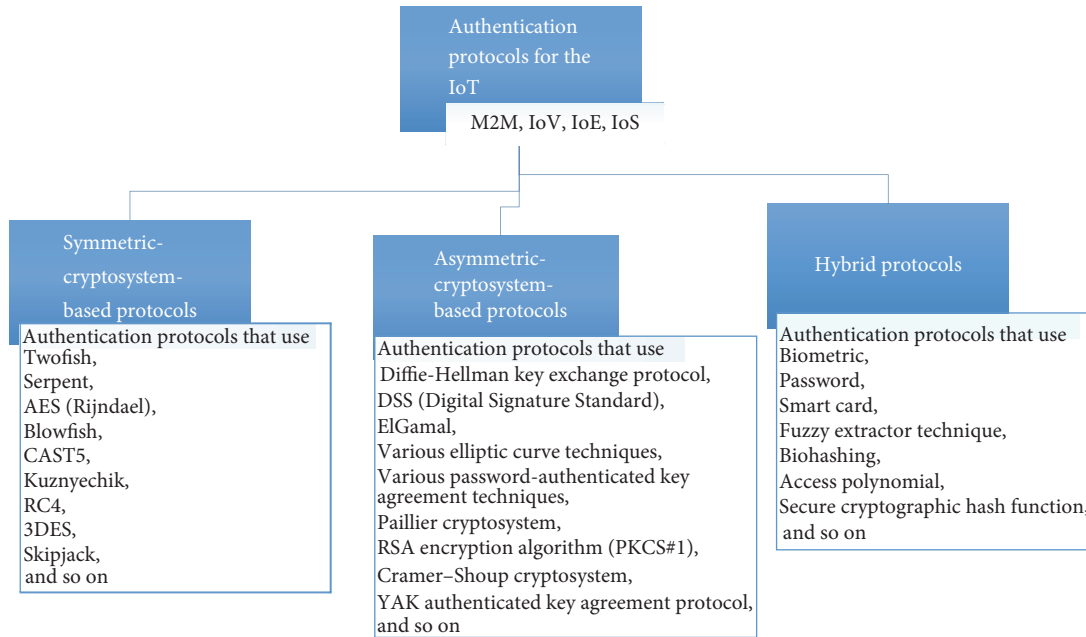 Authentication
protocols for the
IoT
M2M, IoV, IoE, IoS
Symmetric-
cryptosystem-
based protocols
Authentication protocols that use
Twofish,
Serpent,
AES (Rijndael),
Blowfish,
CAST5,
Kuznyechik,
RC4,
3DES,
Skipjack,
and so on
Asymmetric-
cryptosystem-
based protocols
Authentication protocols that use
Diffie-Hellman key exchange protocol,
DSS (Digital Signature Standard),
ElGamal,
Various elliptic curve techniques,
Various password-authenticated key
agreement techniques,
Paillier cryptosystem,
RSA encryption algorithm (PKCS#1),
Cramer–Shoup cryptosystem,
YAK authenticated key agreement protocol,
and so on
Hybrid protocols
Authentication protocols that use
Biometric,
Password,
Smart card,
Fuzzy extractor technique,
Biohashing,
Access polynomial,
Secure cryptographic hash function,
and so on